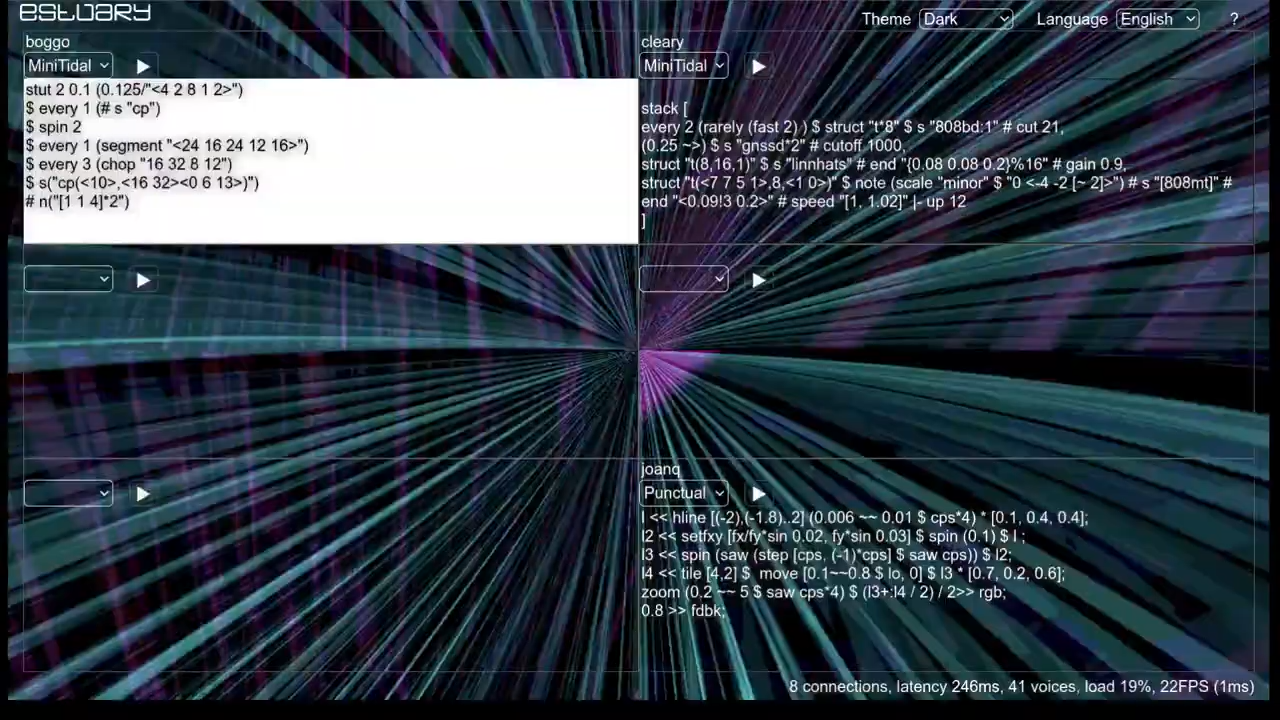 estuary
Theme Dark Language English ?
boggo
MiniTidal
stut 2 0.1 (0.125/"<4 2 8 1 2>")
$ every 1 (# s "cp")
$ spin 2
$ every 1 (segment "<24 16 24 12 16>")
$ every 3 (chop "16 32 8 12")
$ s("cp(<10>,<16 32><0 6 13>)")
# n("[1 1 4]*2")
cleary
MiniTidal
stack [
every 2 (rarely (fast 2) ) $ struct "t*8" $ s "808bd:1" # cut 21,
(0.25 ~>) $ s "gnssd*2" # cutoff 1000,
struct "t(8,16,1)" $ s "linnhats" # end "{0.08 0.08 0.2}%16" # gain 0.9,
struct "t(<7 7 5 1>,8,<1 0>)" $ note (scale "minor" $ "0 <-4 -2 [~ 2]>") # s "[808mt]" #
end "<0.09!3 0.2>" # speed "[1, 1.02]" |- up 12
]
joanq
Punctual
l << hline [(-2),(-1.8)..2] (0.006 ~~ 0.01 $ cps*4) * [0.1, 0.4, 0.4];
l2 << setfxy [fx/fy*sin 0.02, fy*sin 0.03] $ spin (0.1) $ l ;
l3 << spin (saw (step [cps, (-1)*cps] $ saw cps)) $ l2;
l4 << tile [4,2] $ move [0.1~~0.8 $ lo, 0] $ l3 * [0.7, 0.2, 0.6];
zoom (0.2 ~~ 5 $ saw cps*4) $ (l3+:l4 / 2) / 2>> rgb;
0.8 >> fdbk;
8 connections, latency 246ms, 41 voices, load 19%, 22FPS (1ms)